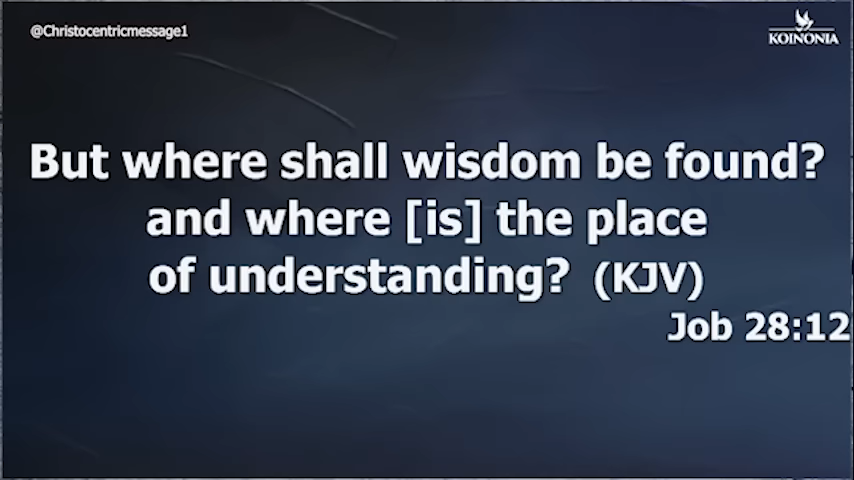 @Christocentricmessage1
KOINONIA
But where shall wisdom be found?
and where [is] the place
of understanding? (KJV)
Job 28:12